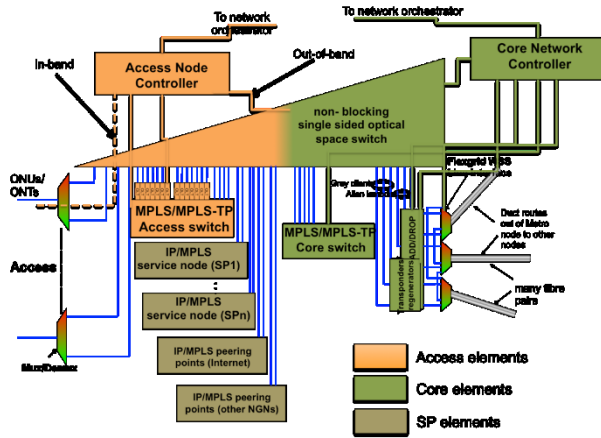 To network
orchestrator
To network orchestrator
In-band
Out-of-band
Access Node
Controller
Core Network
Controller
non- blocking
single sided optical
space switch
ONUs/
ONTs
Access
Mux/Demux
MPLS/MPLS-TP
Access switch
IP/MPLS
service node (SP1)
IP/MPLS
service node (SPn)
IP/MPLS peering
points (Internet)
IP/MPLS peering
points (other NGNs)
MPLS/MPLS-TP
Core switch
Grey clients
Alien
Flexgrid WSS
ADD/DROP
Transponders
regenerators
Duct routes
out of Metro
node to other
nodes
many fibre
pairs
Access elements
Core elements
SP elements